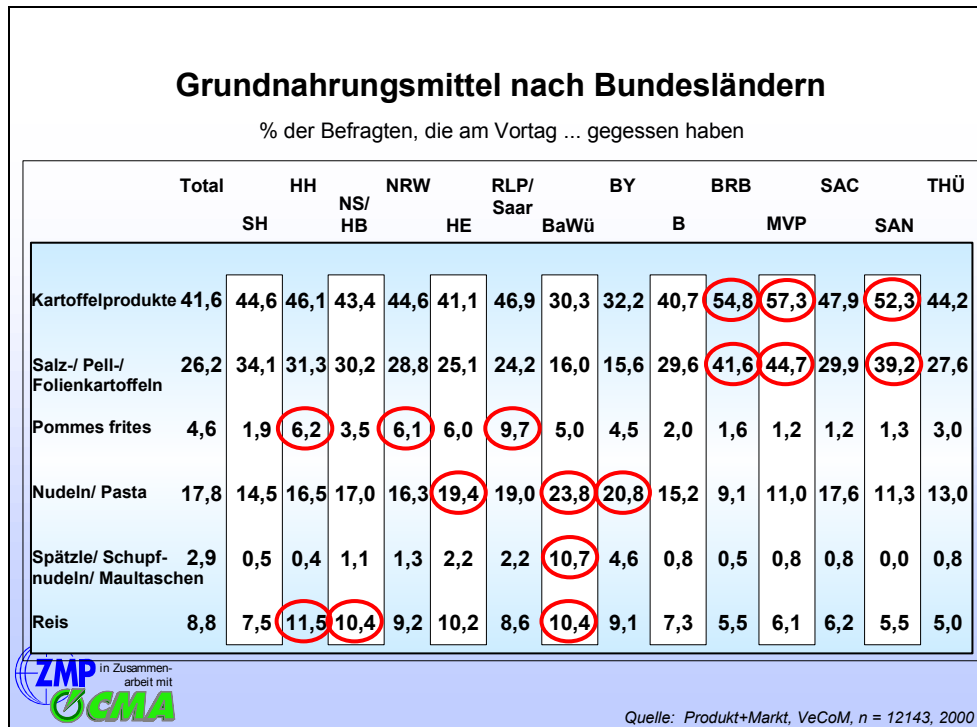 Grundnahrungsmittel nach Bundesländern
% der Befragten, die am Vortag ... gegessen haben
Total HH NRW RLP/ BY BRB SAC THÜ
NS/ Saar
SH HB HE BaWü B MVP SAN
Kartoffelprodukte 41,6 44,6 46,1 43,4 44,6 41,1 46,9 30,3 32,2 40,7 54,8 57,3 47,9 52,3 44,2
Salz-/ Pell-/ 26,2 34,1 31,3 30,2 28,8 25,1 24,2 16,0 15,6 29,6 41,6 44,7 29,9 39,2 27,6
Folienkartoffeln
Pommes frites 4,6 1,9 6,2 3,5 6,1 6,0 9,7 5,0 4,5 2,0 1,6 1,2 1,2 1,3 3,0
Nudeln/ Pasta 17,8 14,5 16,5 17,0 16,3 19,4 19,0 23,8 20,8 15,2 9,1 11,0 17,6 11,3 13,0
Spätzle/ Schupf- 2,9 0,5 0,4 1,1 1,3 2,2 2,2 10,7 4,6 0,8 0,5 0,8 0,8 0,0 0,8
nudeln/ Maultaschen
Reis 8,8 7,5 11,5 10,4 9,2 10,2 8,6 10,4 9,1 7,3 5,5 6,1 6,2 5,5 5,0
ZMP in Zusammen-
arbeit mit
CMA
Quelle: Produkt+Markt, VeCoM, n = 12143, 2000